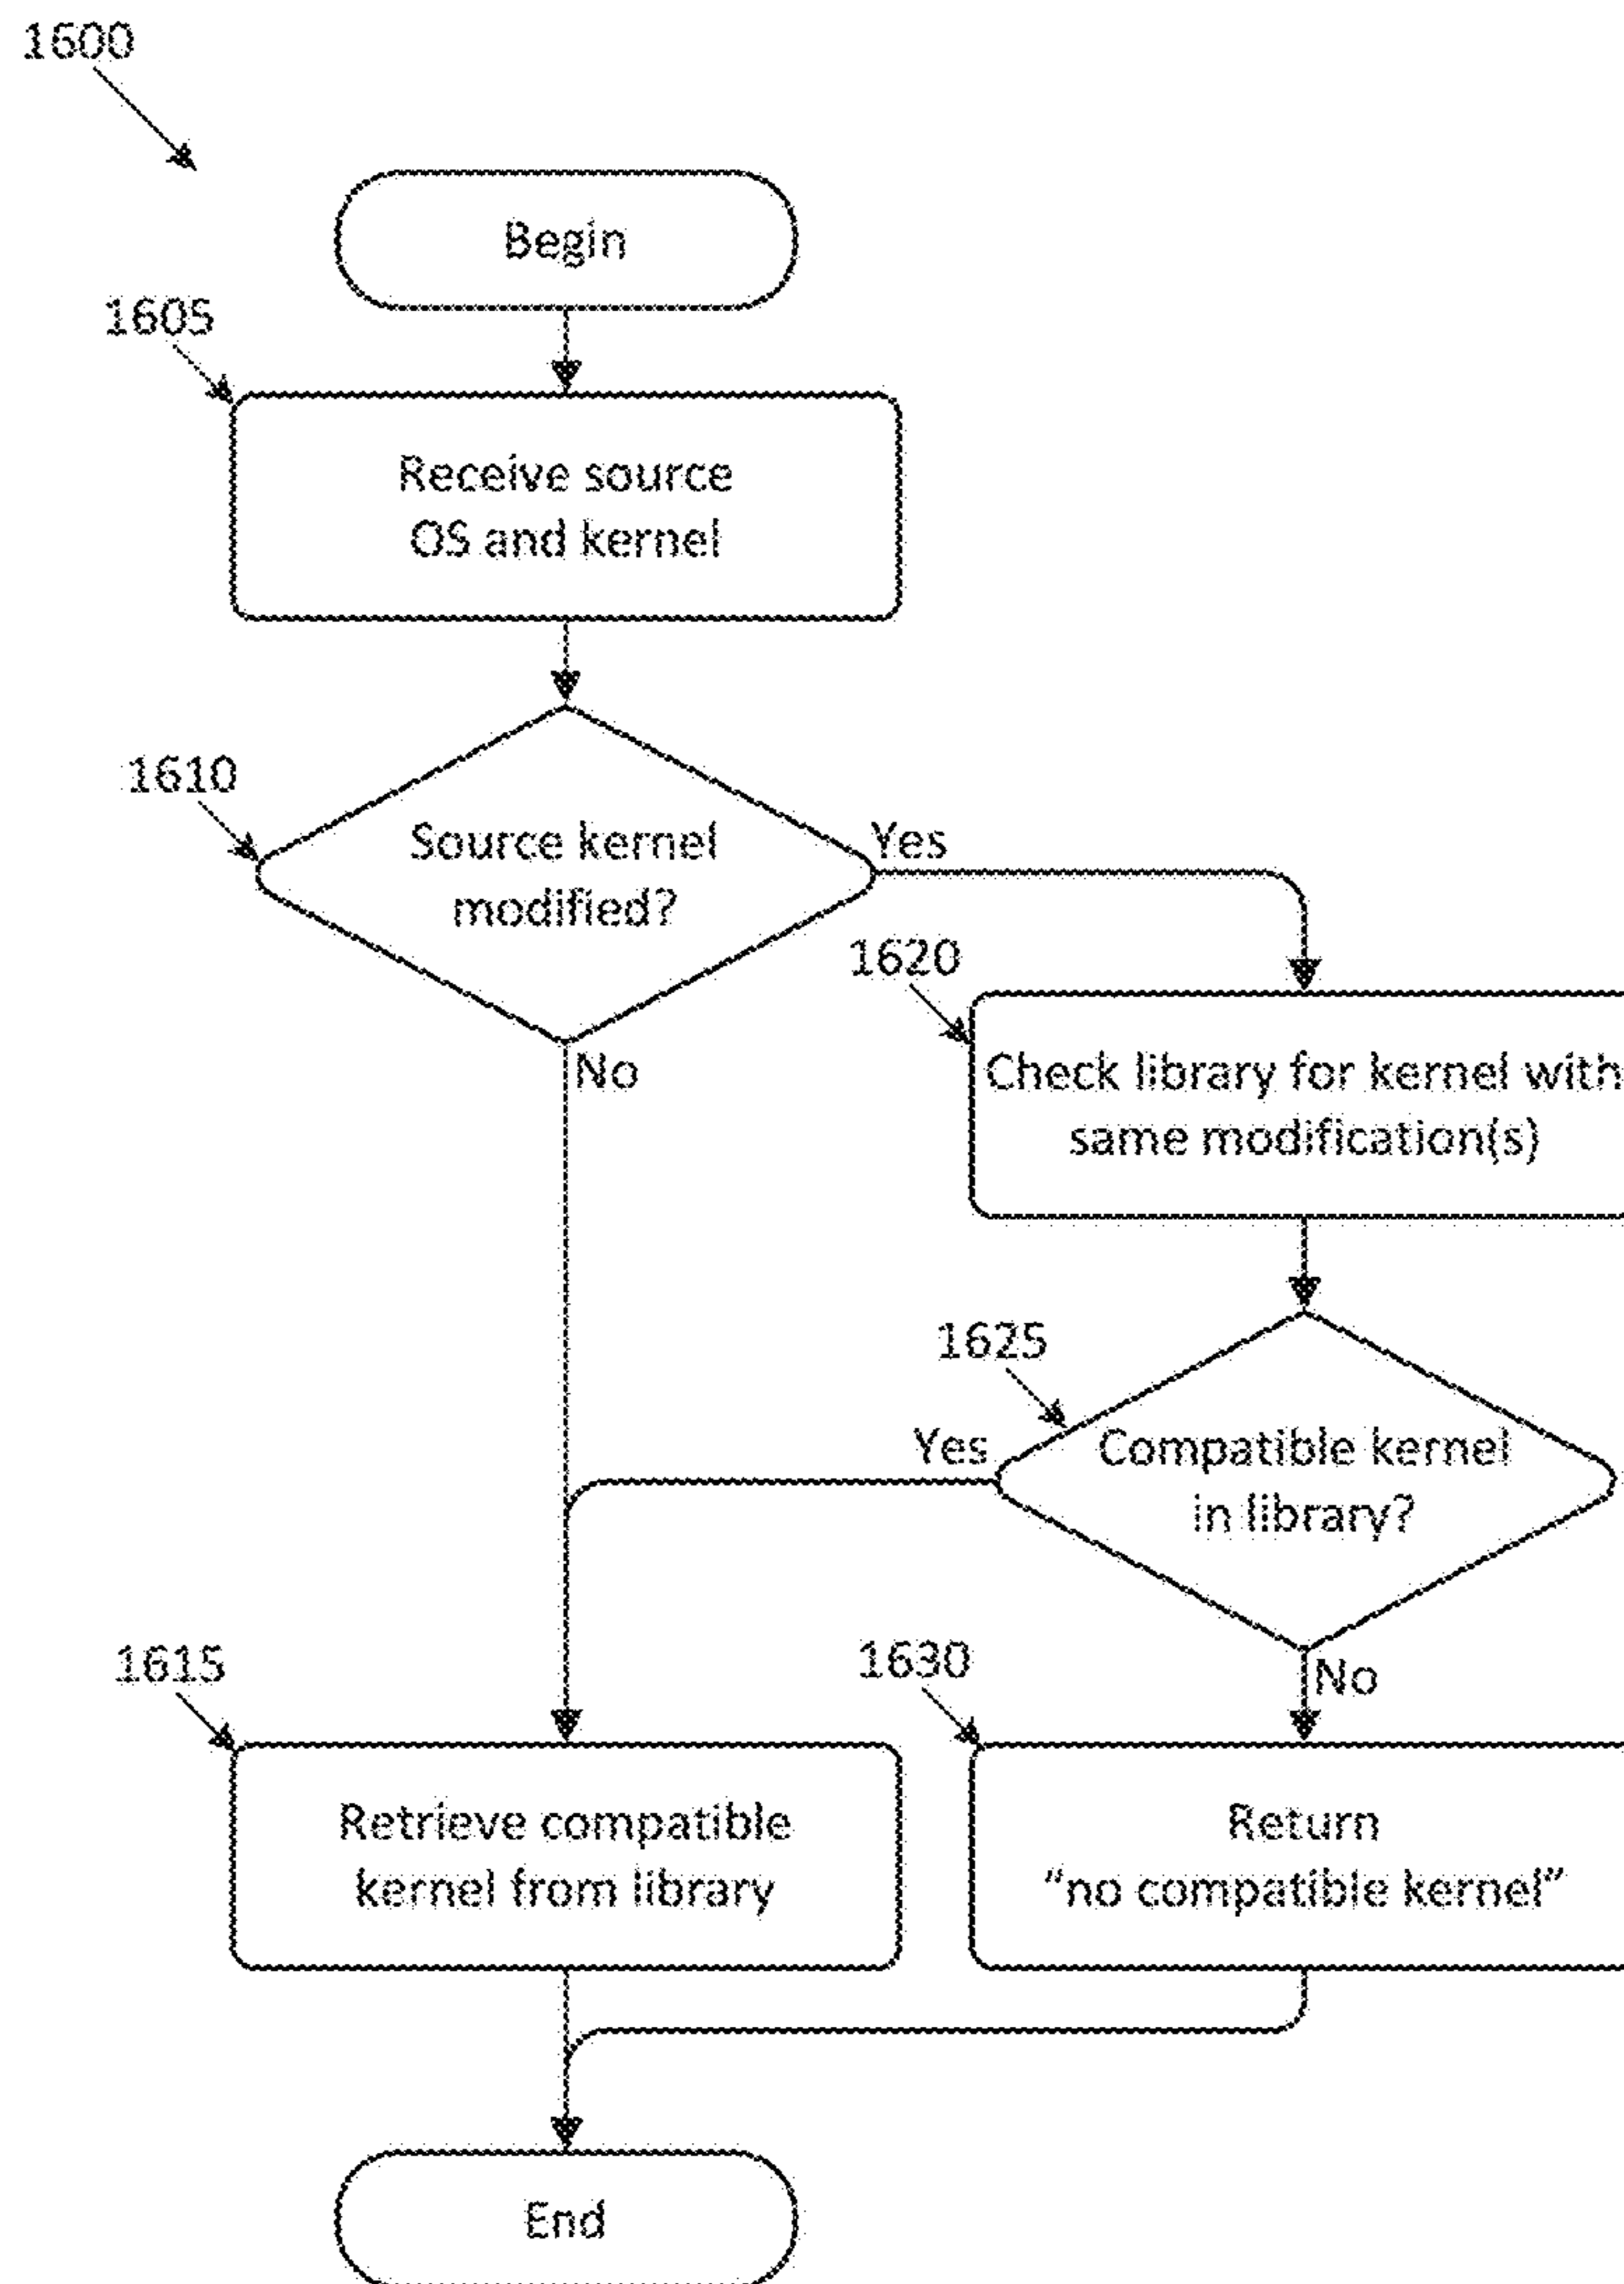 1600
Begin
1605
Receive source
OS and kernel
1610
Source kernel
modified?
Yes
No
1620
Check library for kernel with
same modification(s)
1625
Yes
Compatible kernel
in library?
No
1615
Retrieve compatible
kernel from library
1630
Return
“no compatible kernel”
End